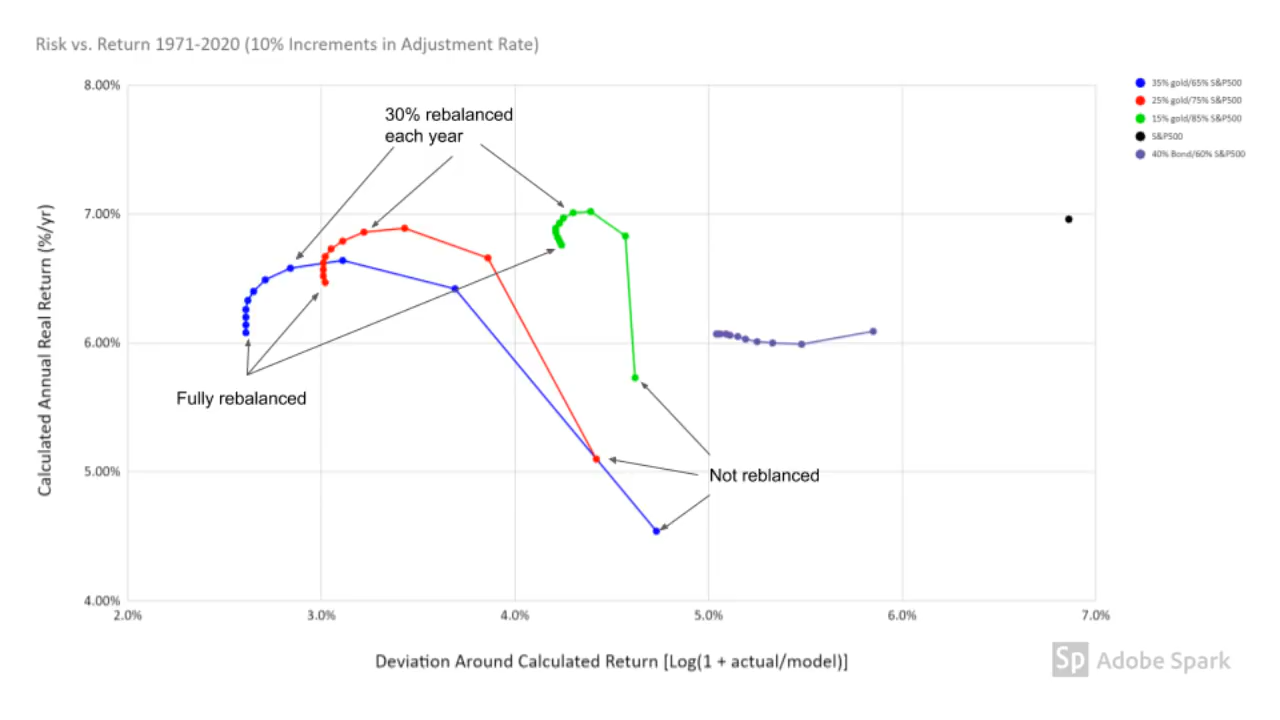 Risk vs. Return 1971-2020 (10% Increments in Adjustment Rate)
8.00%
7.00%
6.00%
5.00%
4.00%
Calculated Annual Real Return (%/yr)
30% rebalanced
each year
Fully rebalanced
Not reblanced
35% gold/65% S&P500
25% gold/75% S&P500
15% gold/85% S&P500
S&P500
40% Bond/60% S&P500
2.0%
3.0%
4.0%
5.0%
6.0%
7.0%
Deviation Around Calculated Return [Log(1 + actual/model)]
Sp Adobe Spark